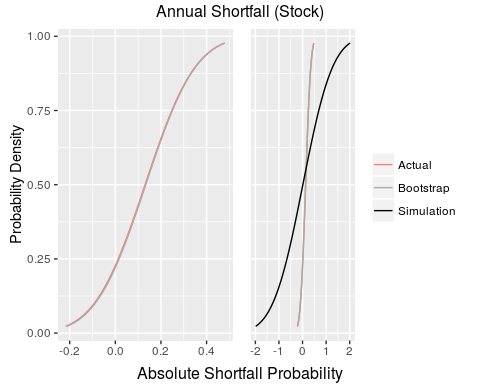 Annual Shortfall (Stock)
Probability Density
1.00
0.75
0.50
0.25
0.00
-0.2 0.0 0.2 0.4
-2 -1 0 1 2
Absolute Shortfall Probability
Actual
Bootstrap
Simulation